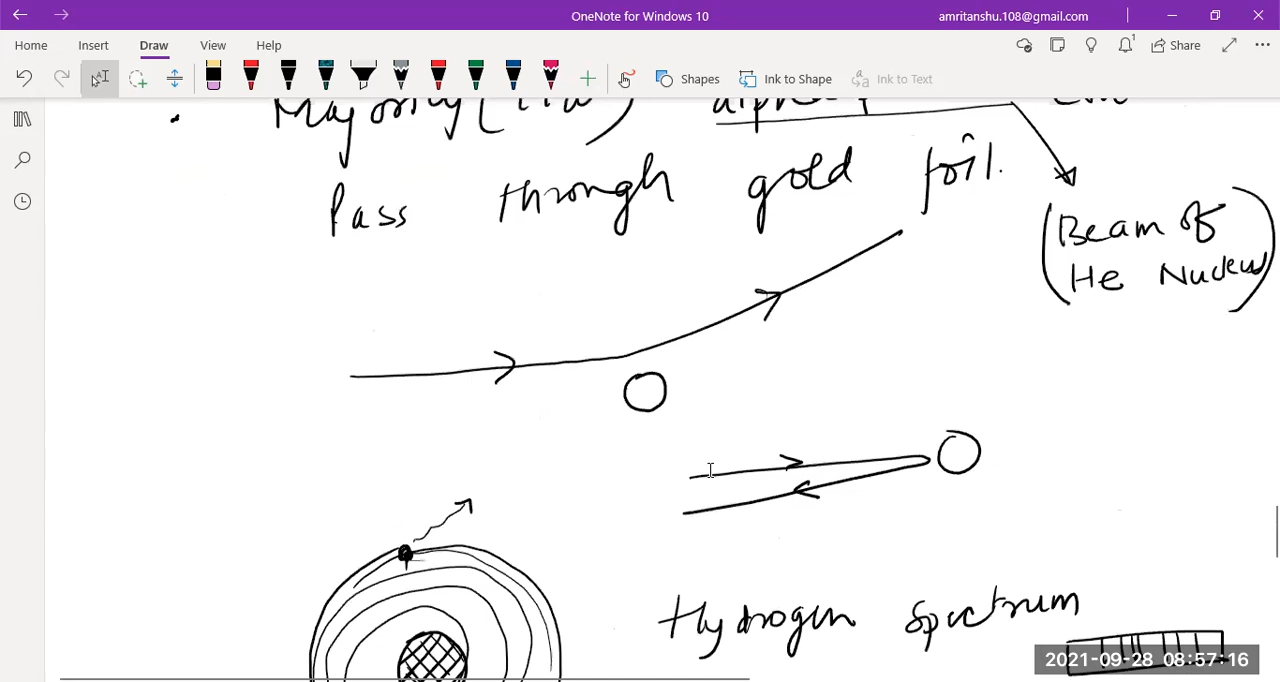 OneNote for Windows 10
amritanshu.108@gmail.com
Home Insert Draw View Help
Share
Shapes Ink to Shape Ink to Text
Majority
Pass through gold foil.
(Beam of
He Nucleus)
Hydrogen Spectrum
2021-09-28 08:57:16